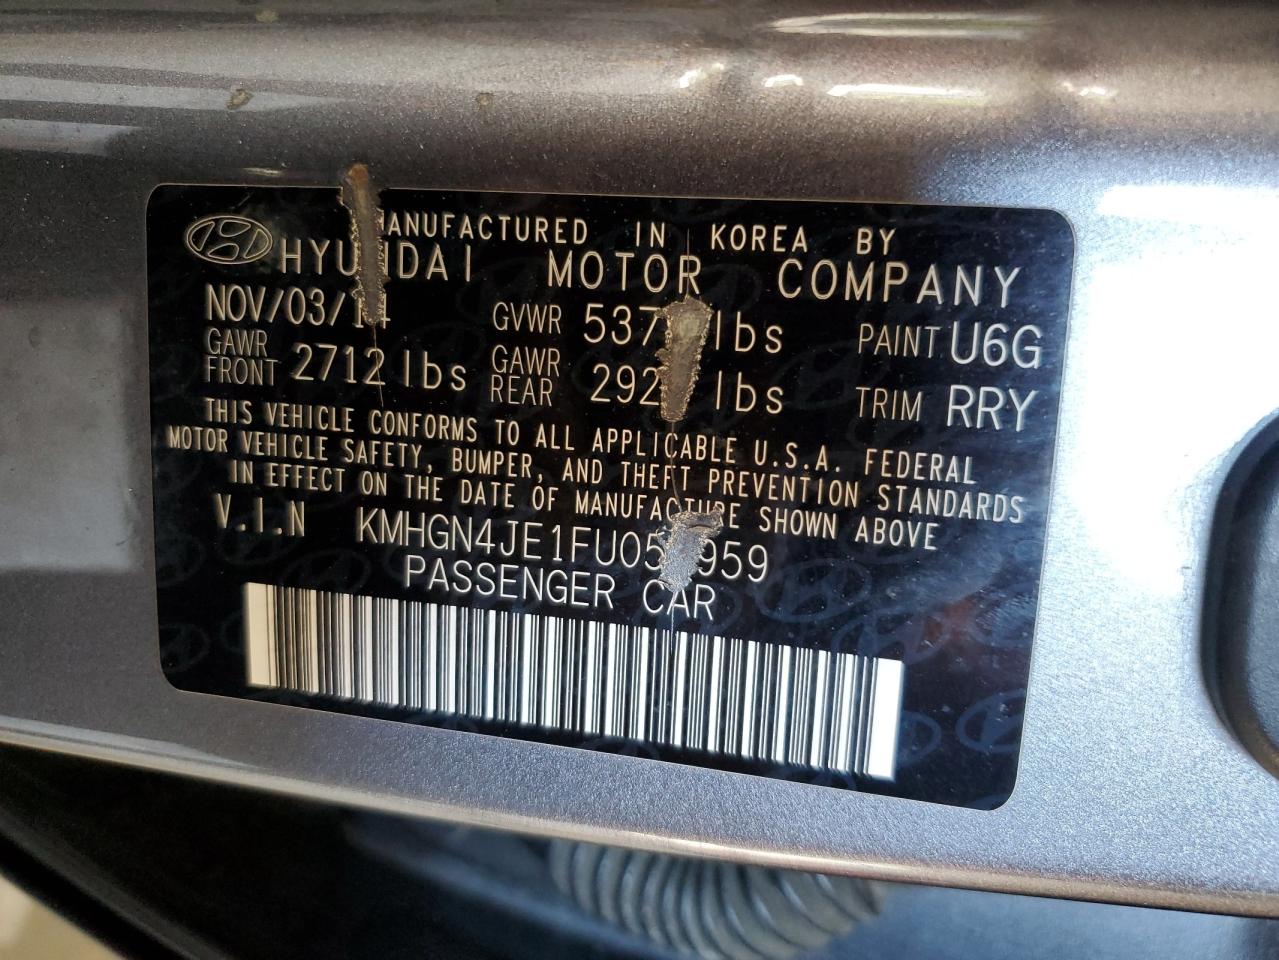 MANUFACTURED IN KOREA BY
HYUNDAI MOTOR COMPANY
NOV/03/14 GVWR lbs PAINT U6G
GAWR FRONT 2712 lbs GAWR REAR lbs TRIM RRY
THIS VEHICLE CONFORMS TO ALL APPLICABLE U.S.A. FEDERAL
MOTOR VEHICLE SAFETY, BUMPER, AND THEFT PREVENTION STANDARDS
IN EFFECT ON THE DATE OF MANUFACTURE SHOWN ABOVE
V.I.N
PASSENGER CAR